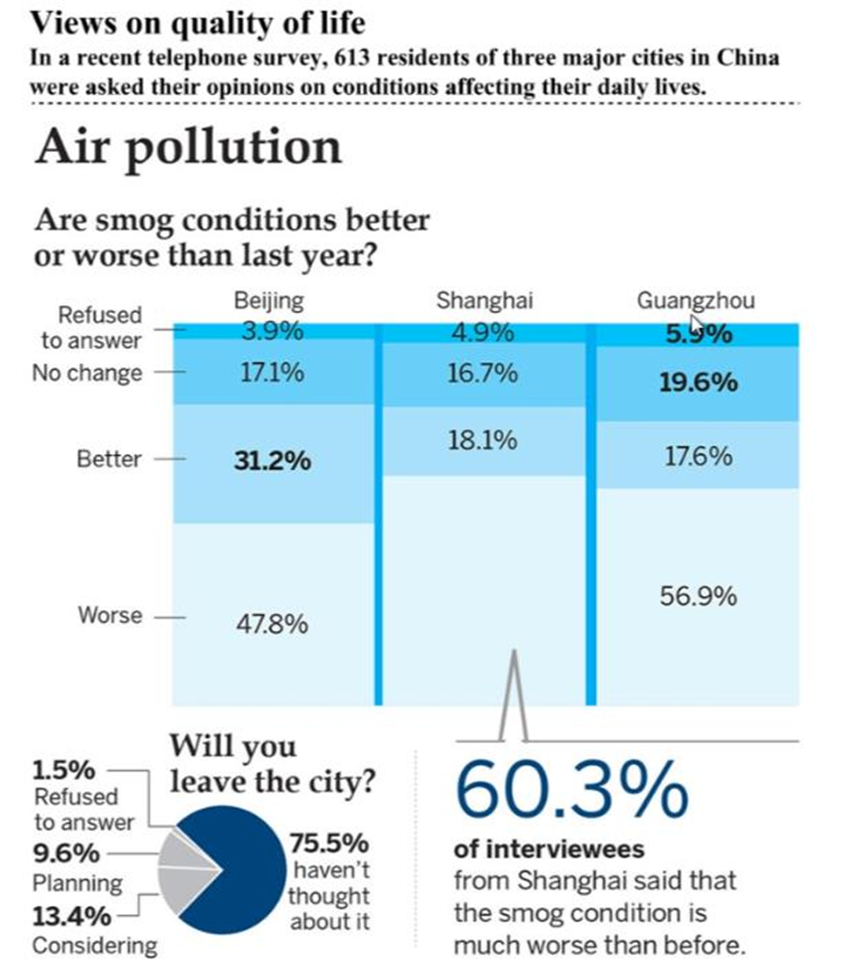 Views on quality of life
In a recent telephone survey, 613 residents of three major cities in China
were asked their opinions on conditions affecting their daily lives.
Air pollution
Are smog conditions better
or worse than last year?
Beijing Shanghai Guangzhou
Refused
to answer 3.9% 4.9% 5.9%
No change 17.1% 16.7% 19.6%
Better 31.2% 18.1% 17.6%
Worse 47.8% 56.9%
Will you
leave the city?
1.5%
Refused
to answer
9.6%
Planning
13.4%
Considering
75.5%
haven't
thought
about it
60.3%
of interviewees
from Shanghai said that
the smog condition is
much worse than before.